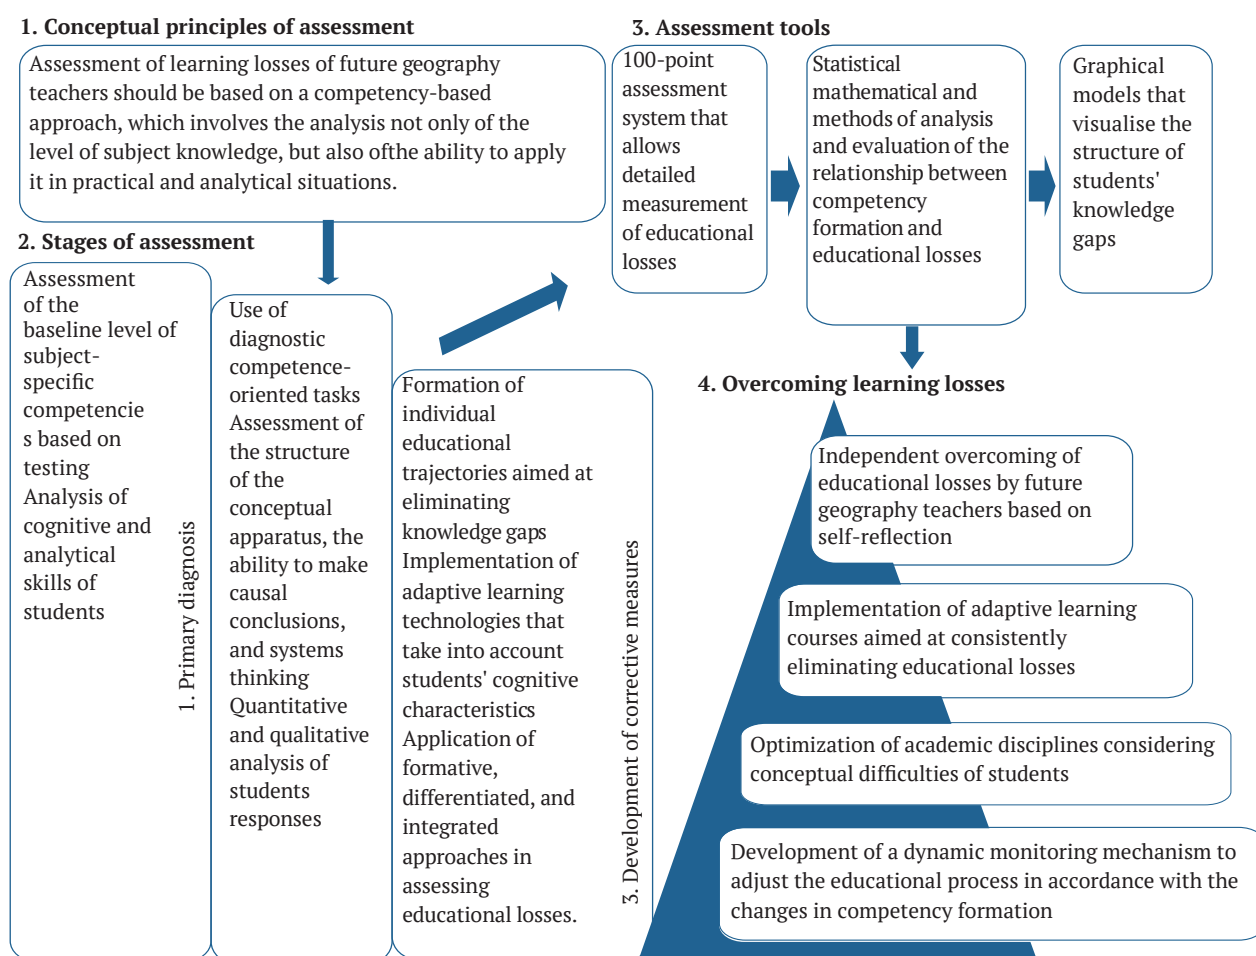 1. Conceptual principles of assessment
Assessment of learning losses of future geography
teachers should be based on a competency-based
approach, which involves the analysis not only of the
level of subject knowledge, but also ofthe ability to apply
it in practical and analytical situations.
2. Stages of assessment
Assessment
of the
baseline level of
subject-
specific
competencie
s based on
testing
Analysis of
cognitive and
analytical
skills of
students
1. Primary diagnosis
Use of
diagnostic
competence-
oriented tasks
Assessment of
the structure
of the
conceptual
apparatus, the
ability to make
causal
conclusions,
and systems
thinking
Quantitative
and qualitative
analysis of
students
responses
Formation of
individual
educational
trajectories aimed at
eliminating
knowledge gaps
Implementation of
adaptive learning
technologies that
take into account
students' cognitive
characteristics
Application of
formative,
differentiated, and
integrated
approaches in
assessing
educational losses.
3. Development of corrective measures
3. Assessment tools
100-point
assessment
system that
allows
detailed
measurement
of educational
losses
Statistical
mathematical and
methods of analysis
and evaluation of the
relationship between
competency
formation and
educational losses
Graphical
models that
visualise the
structure of
students'
knowledge
gaps
4. Overcoming learning losses
Independent overcoming of
educational losses by future
geography teachers based on
self-reflection
Implementation of adaptive learning
courses aimed at consistently
eliminating educational losses
Optimization of academic disciplines considering
conceptual difficulties of students
Development of a dynamic monitoring mechanism to
adjust the educational process in accordance with the
changes in competency formation